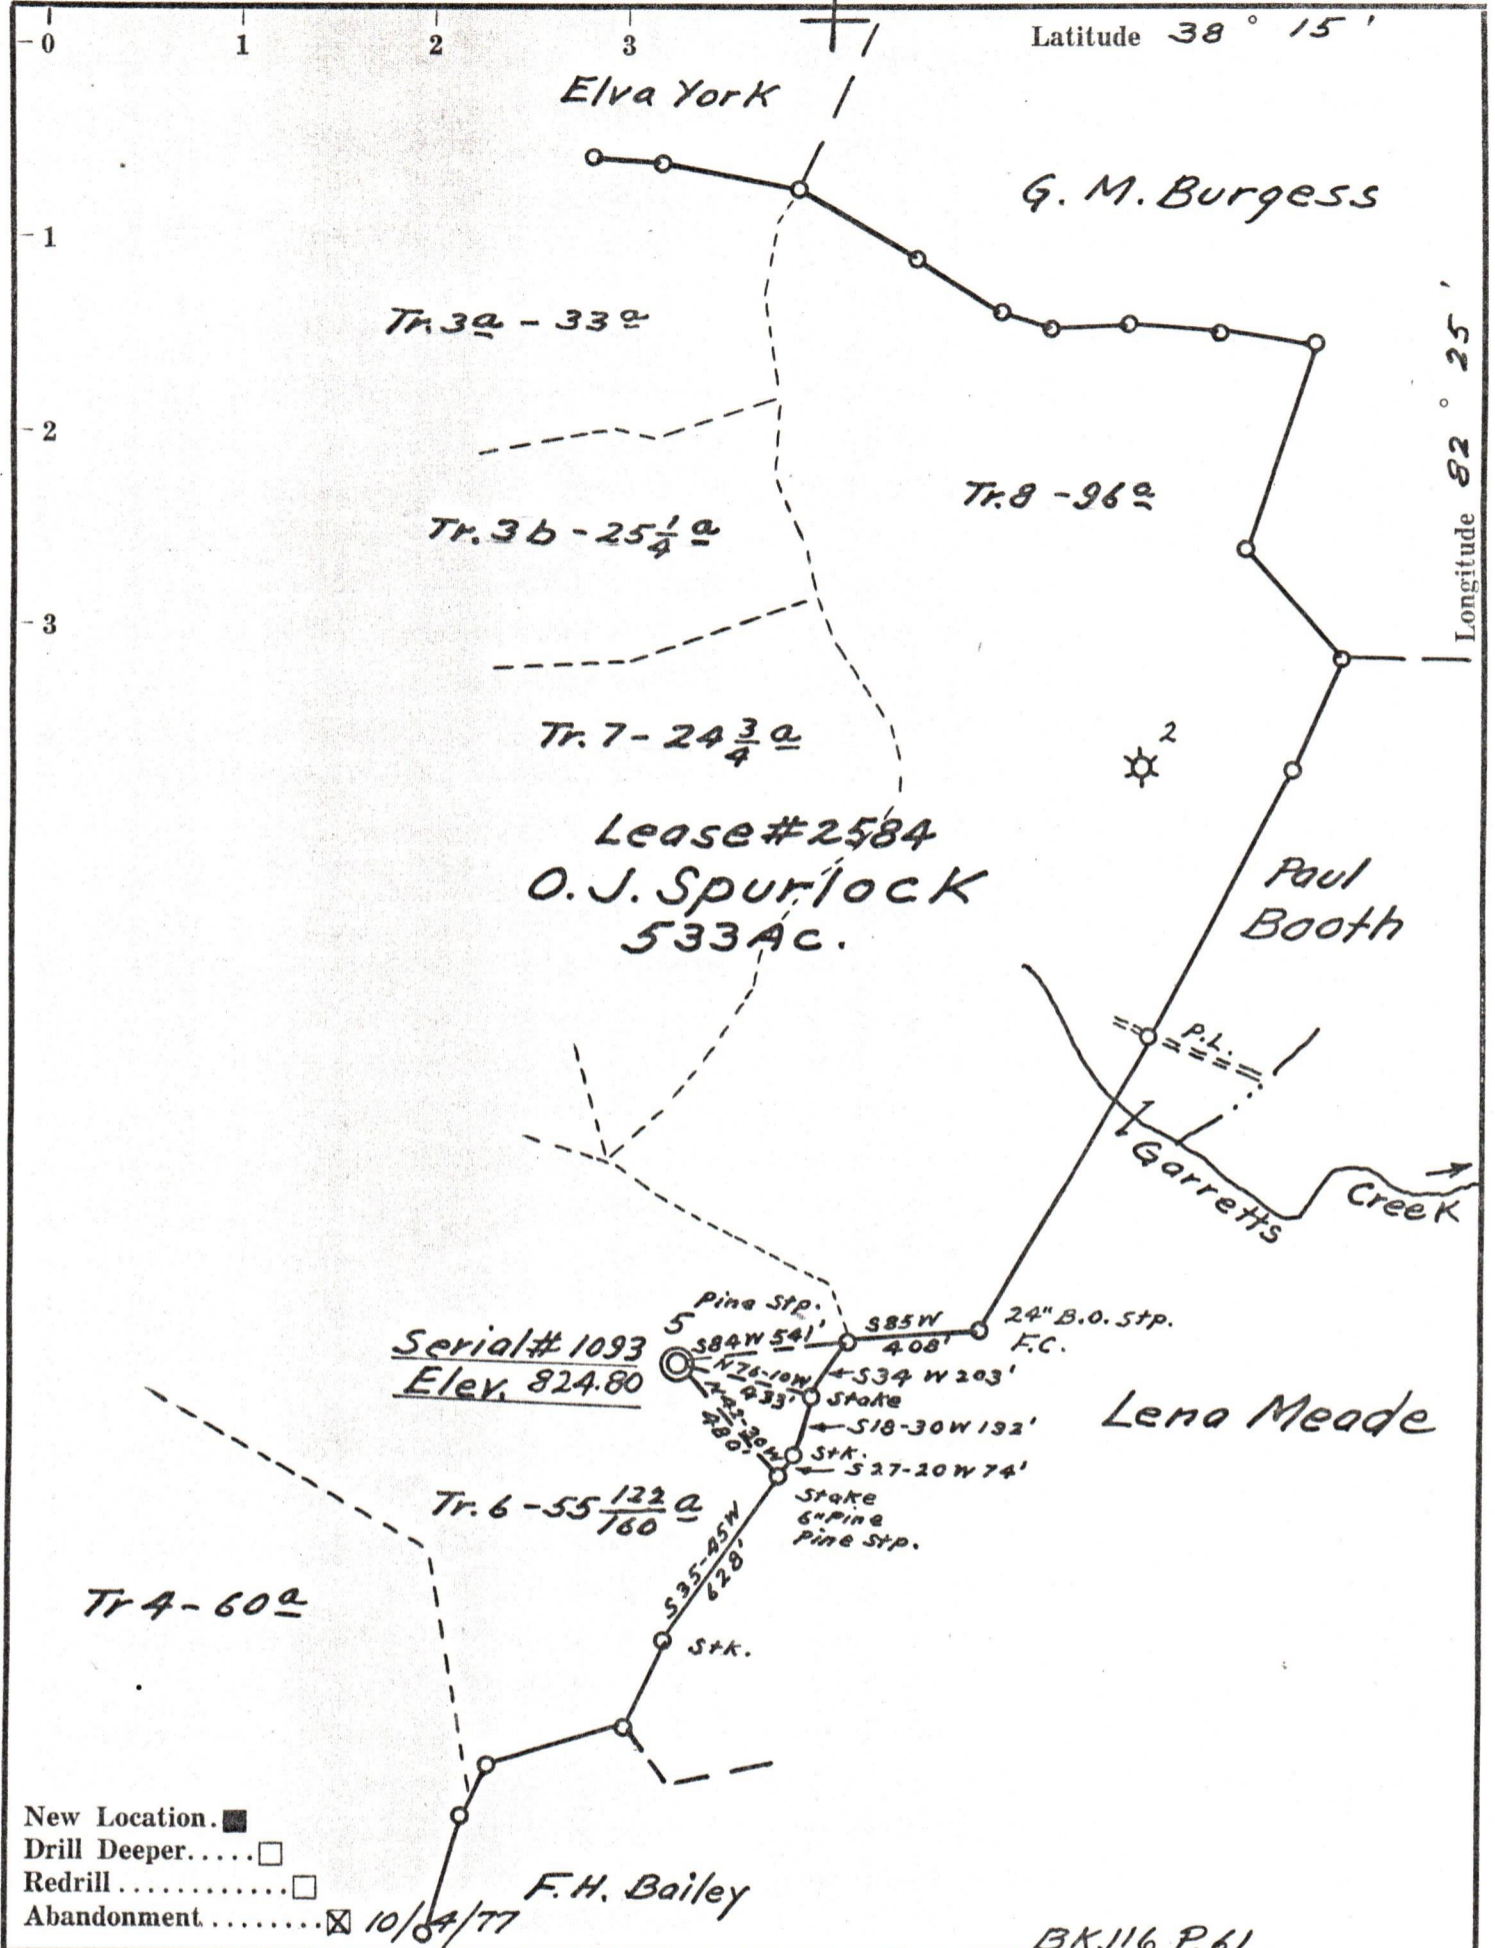 0 1 2 3
Latitude 38 ° 15 '
Elva York
G. M. Burgess
1
Tr. 3a - 33a
Longitude 82 ° 25 '
2
Tr. 8 - 96a
Tr. 3b - 25 1/4 a
3
Tr. 7 - 24 3/4 a
2
Lease # 2584
O. J. Spurlock
533 Ac.
Paul
Booth
P.L.
Garretts
Creek
Pine Stp.
5
S85W
408'
24" B.O. Stp.
F.C.
Serial # 1093
Elev. 824.80
S84W 541'
N76-10W
433'
S34 W 203'
Stake
Lena Meade
480'
S18-30W 192'
Stk.
S27-20W 74'
Stake
6" Pine
Pine Stp.
Tr. 6 - 55 122/160 a
S35-45W
628'
Tr 4 - 60a
Stk.
New Location.
Drill Deeper.....
Redrill............
Abandonment........ 10/4/77
F.H. Bailey
BK116 P.61